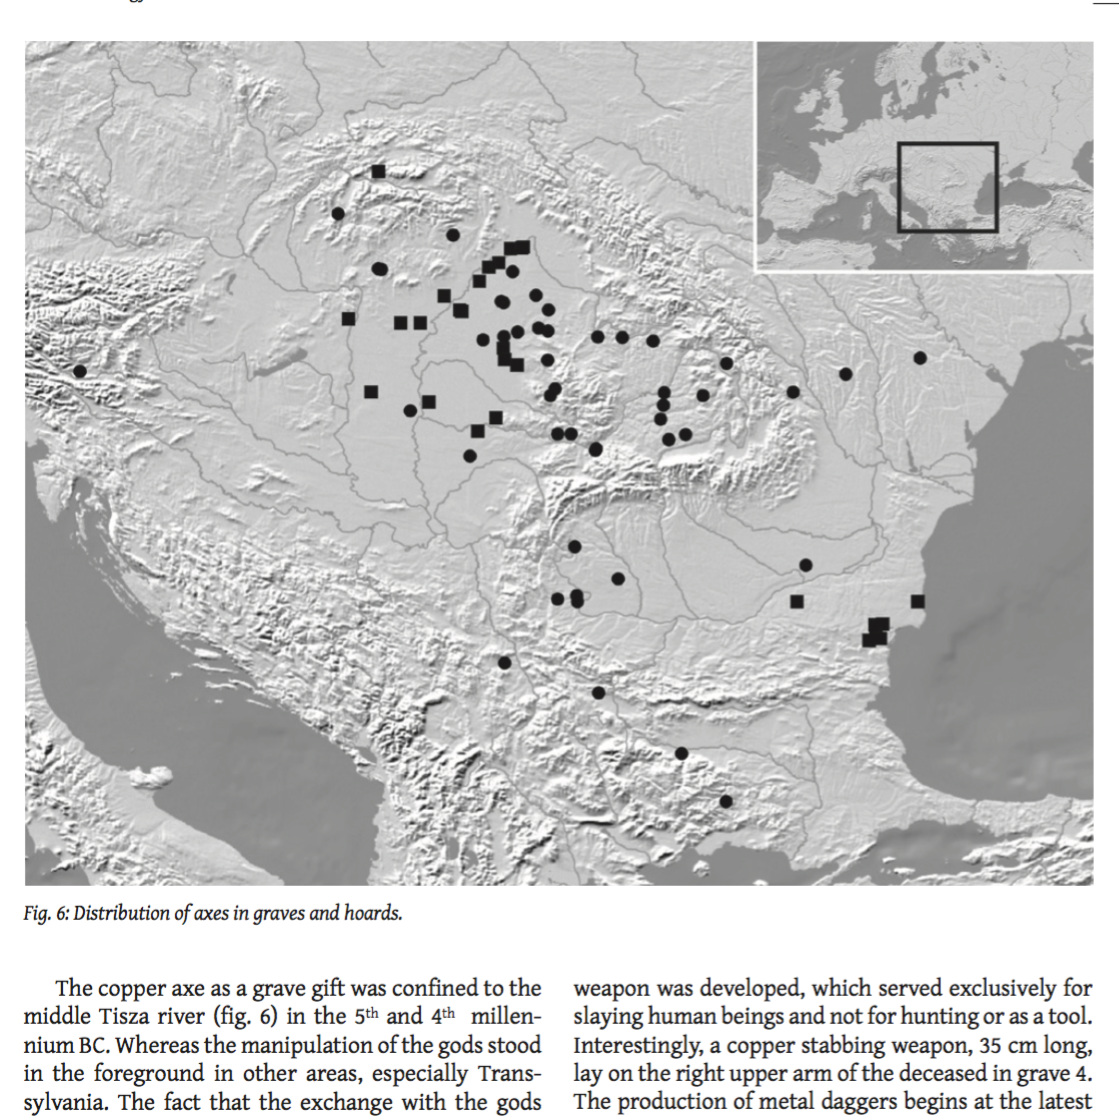 Fig. 6: Distribution of axes in graves and hoards.
The copper axe as a grave gift was confined to the
middle Tisza river (fig. 6) in the 5th and 4th millen-
nium BC. Whereas the manipulation of the gods stood
in the foreground in other areas, especially Tran-
sylvania. The fact that the exchange with the gods
weapon was developed, which served exclusively for
slaying human beings and not for hunting or as a tool.
Interestingly, a copper stabbing weapon, 35 cm long,
lay on the right upper arm of the deceased in grave 4.
The production of metal daggers begins at the latest